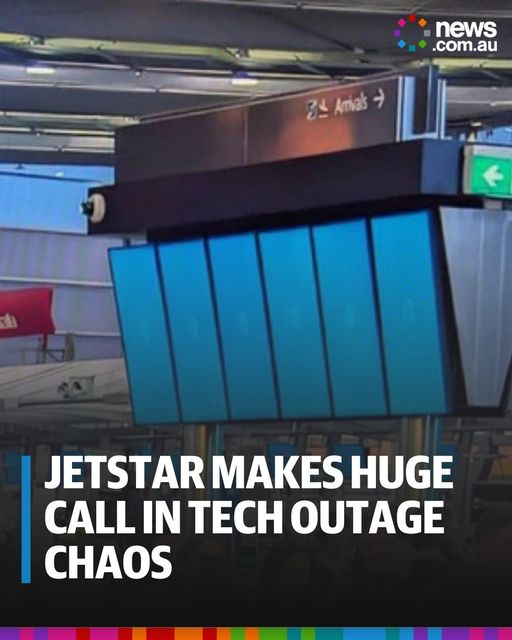 news
.com.au
Arrivals →
JETSTAR MAKES HUGE
CALL IN TECH OUTAGE
CHAOS